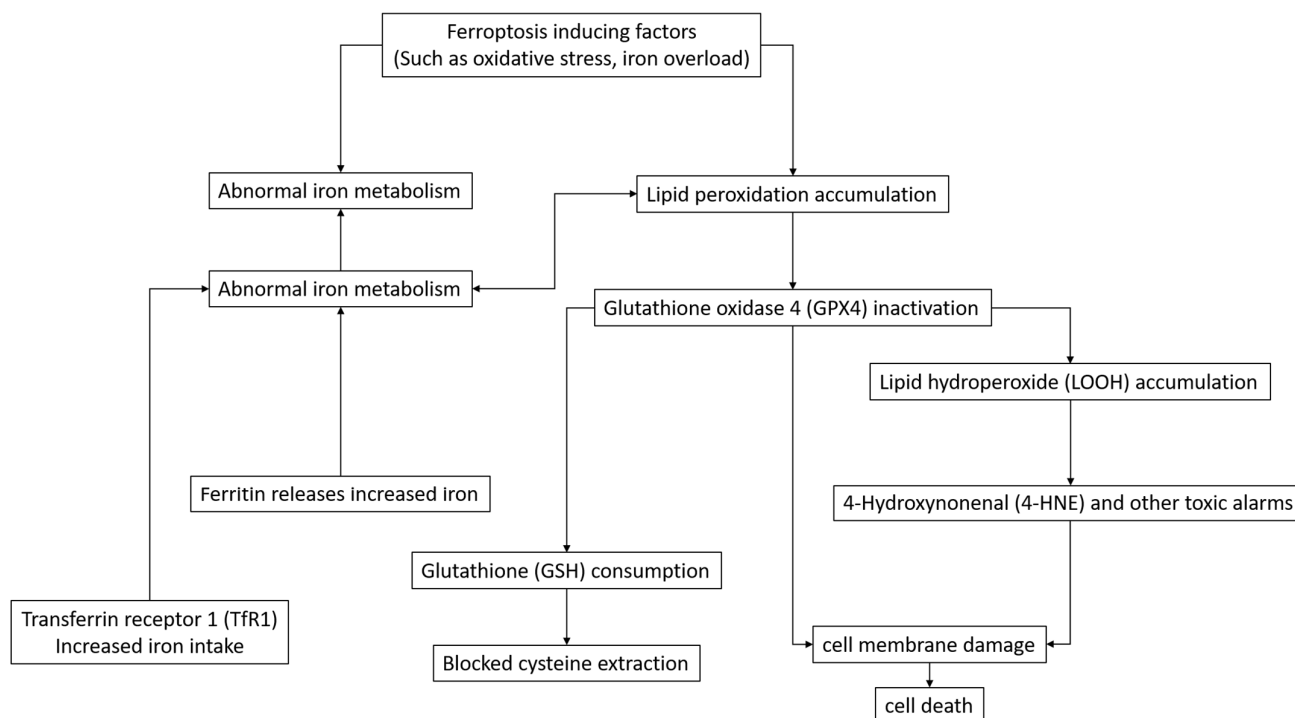 Ferroptosis inducing factors
(Such as oxidative stress, iron overload)
Abnormal iron metabolism
Lipid peroxidation accumulation
Abnormal iron metabolism
Glutathione oxidase 4 (GPX4) inactivation
Lipid hydroperoxide (LOOH) accumulation
Ferritin releases increased iron
4-Hydroxynonenal (4-HNE) and other toxic alarms
Glutathione (GSH) consumption
Transferrin receptor 1 (TfR1)
Increased iron intake
cell membrane damage
Blocked cysteine extraction
cell death